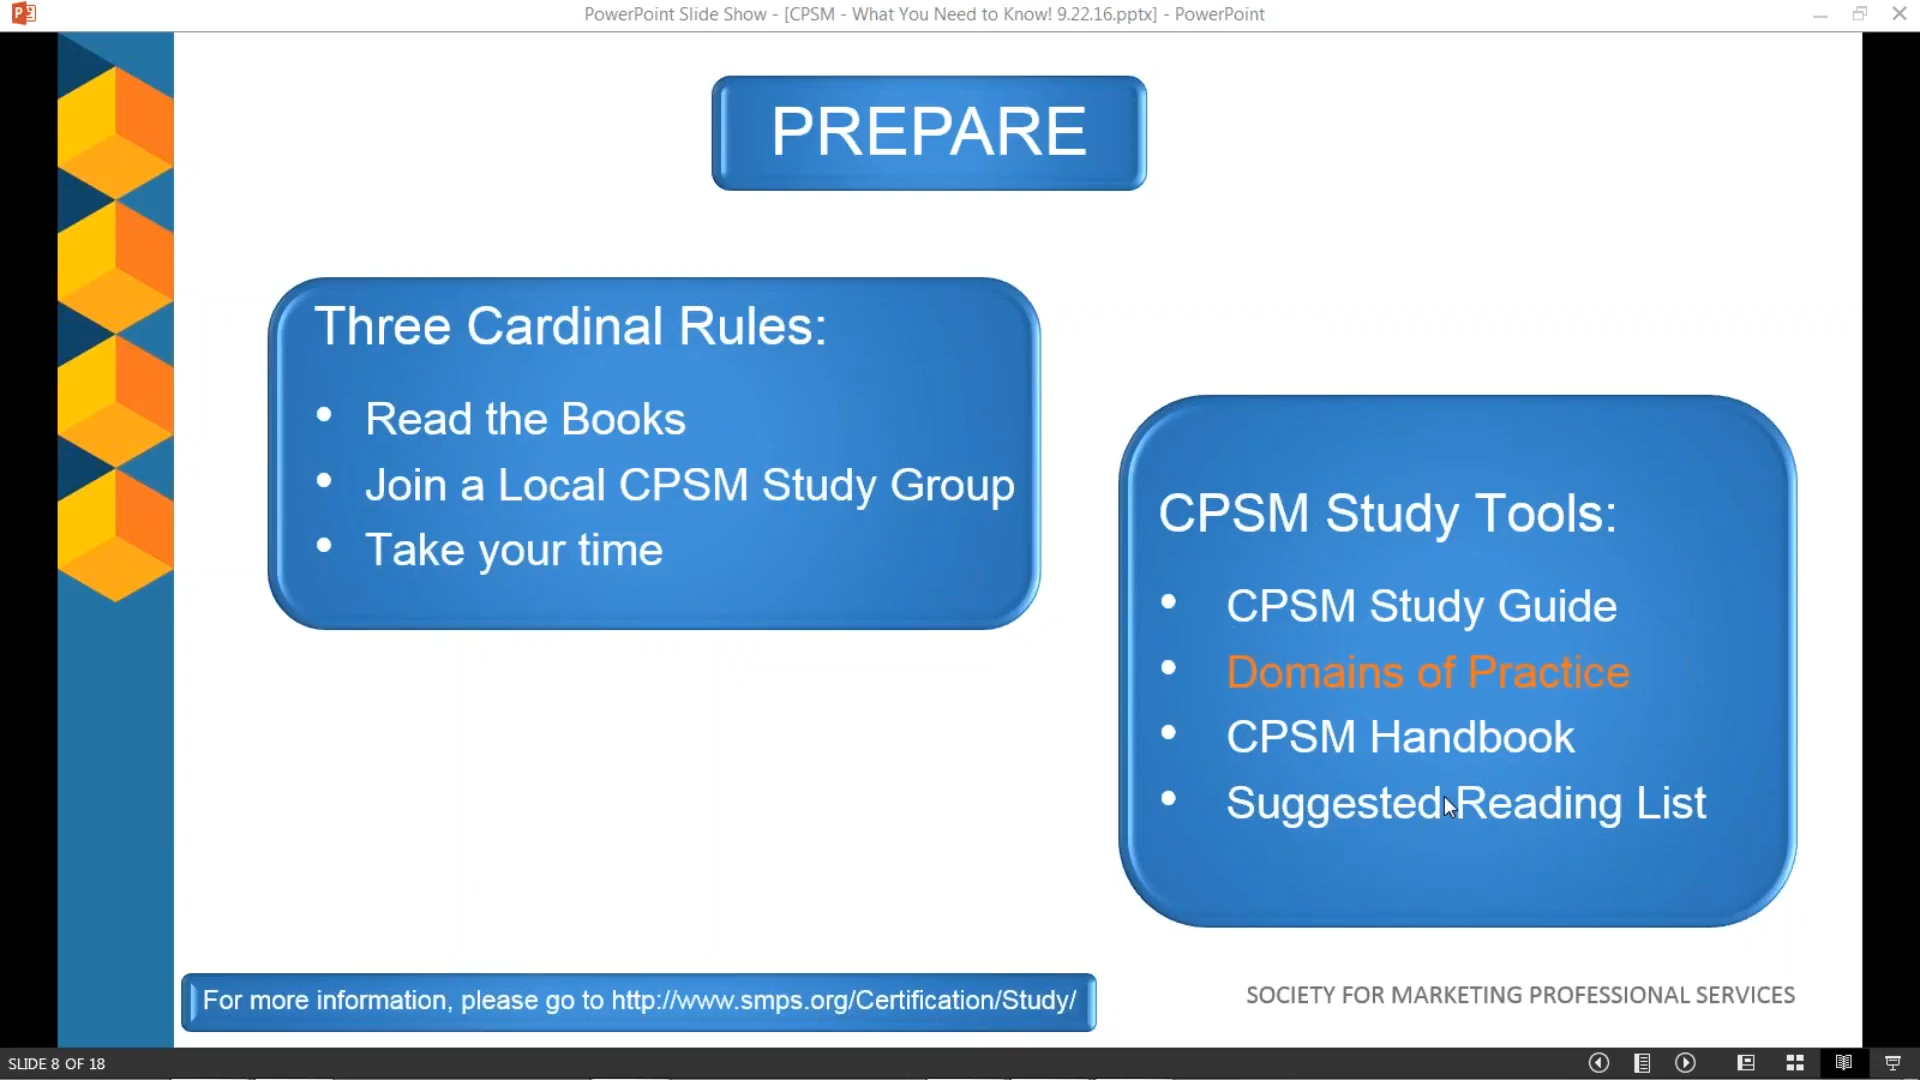 PowerPoint Slide Show - [CPSM - What You Need to Know! 9.22.16.pptx] - PowerPoint
PREPARE
Three Cardinal Rules:
• Read the Books
• Join a Local CPSM Study Group
• Take your time
CPSM Study Tools:
• CPSM Study Guide
• Domains of Practice
• CPSM Handbook
• Suggested Reading List
For more information, please go to http://www.smps.org/Certification/Study/
SOCIETY FOR MARKETING PROFESSIONAL SERVICES
SLIDE 8 OF 18